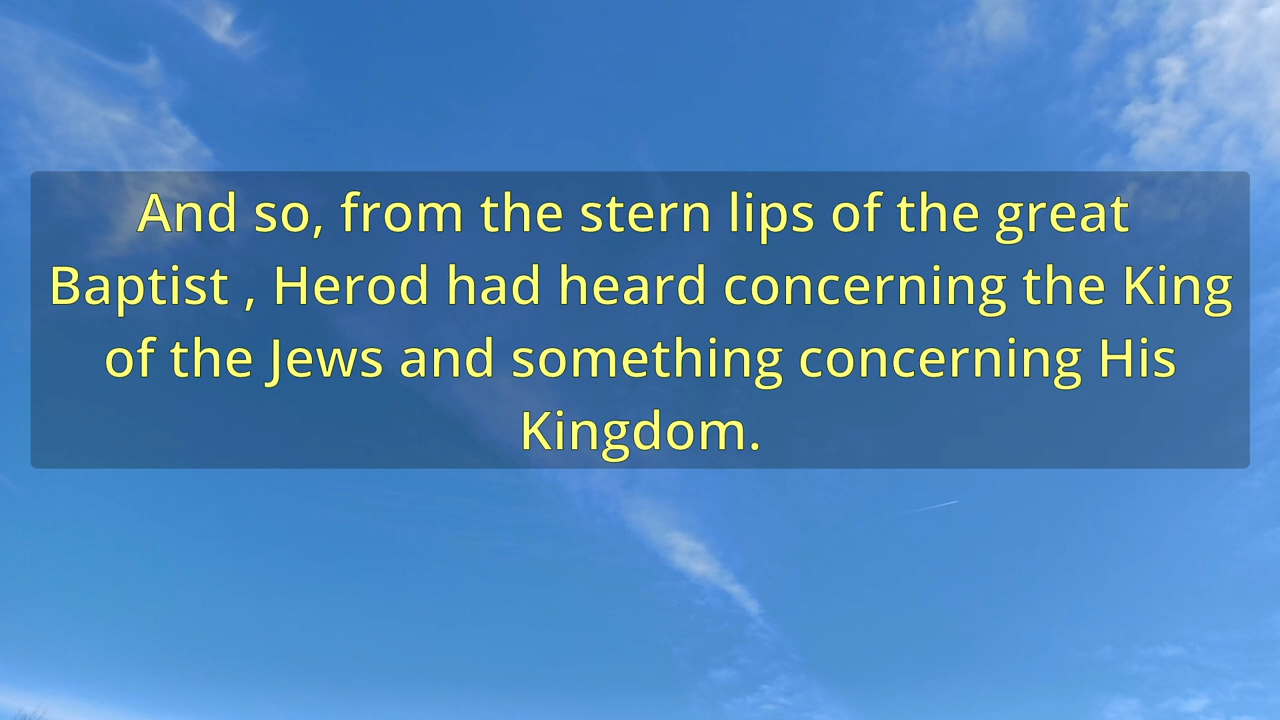 And so, from the stern lips of the great
Baptist , Herod had heard concerning the King
of the Jews and something concerning His
Kingdom.